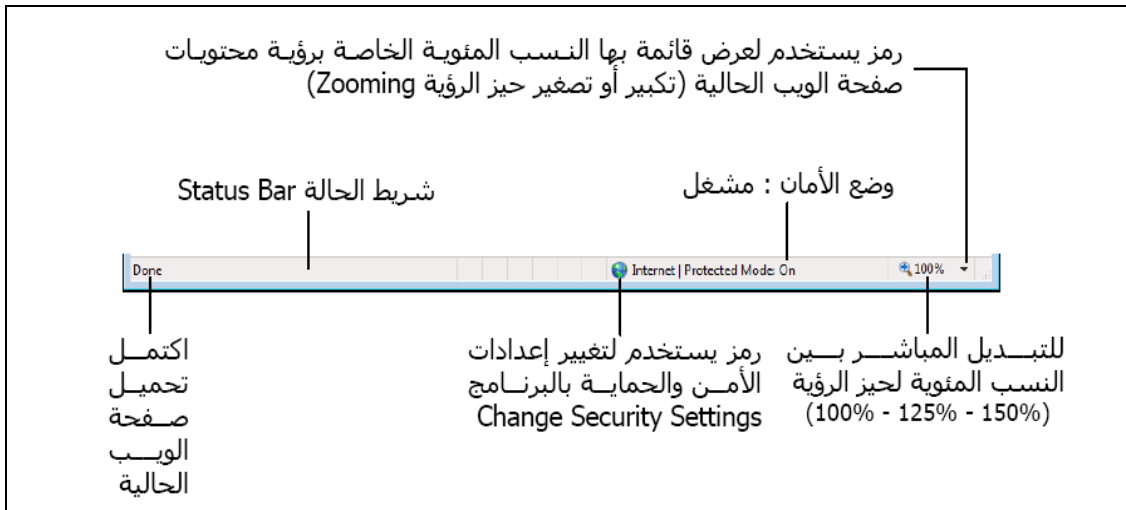 رمز يستخدم لعرض قائمة بها النسب المئوية الخاصة برؤية محتويات
صفحة الويب الحالية (تكبير أو تصغير حيز الرؤية Zooming)
وضع الأمان : مشغل
شريط الحالة Status Bar
Done
Internet | Protected Mode: On
100%
للتبديل المباشر بين
النسب المئوية لحيز الرؤية
(100% - 125% - 150%)
رمز يستخدم لتغيير إعدادات
الأمن والحماية بالبرنامج
Change Security Settings
اكتمل
تحميل
صفحة
الويب
الحالية